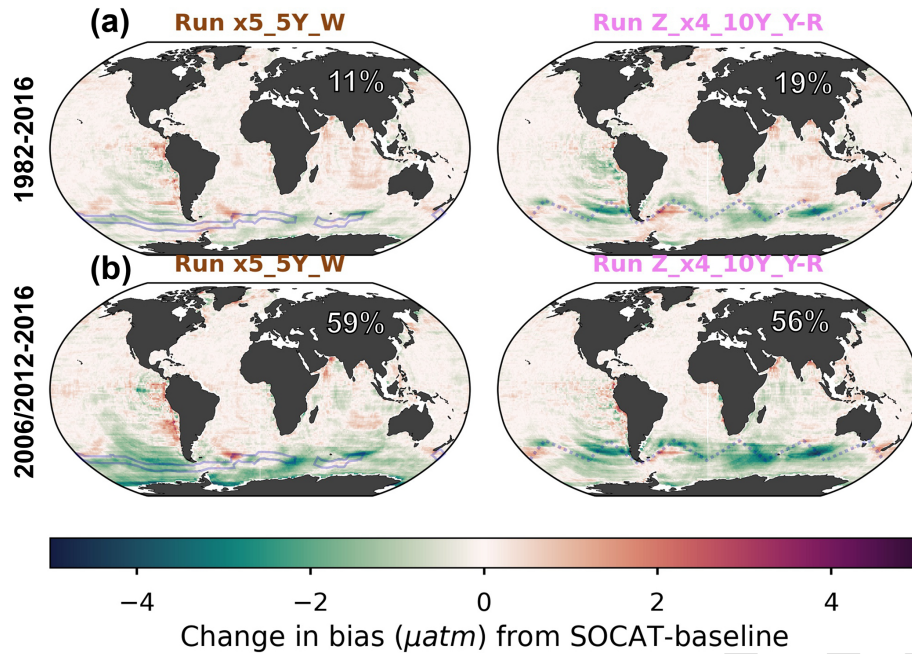 (a)
Run x5_5Y_W
Run Z_x4_10Y_Y-R
1982-2016
11%
19%
(b)
Run x5_5Y_W
Run Z_x4_10Y_Y-R
2006/2012-2016
59%
56%
−4 −2 0 2 4
Change in bias (μatm) from SOCAT-baseline